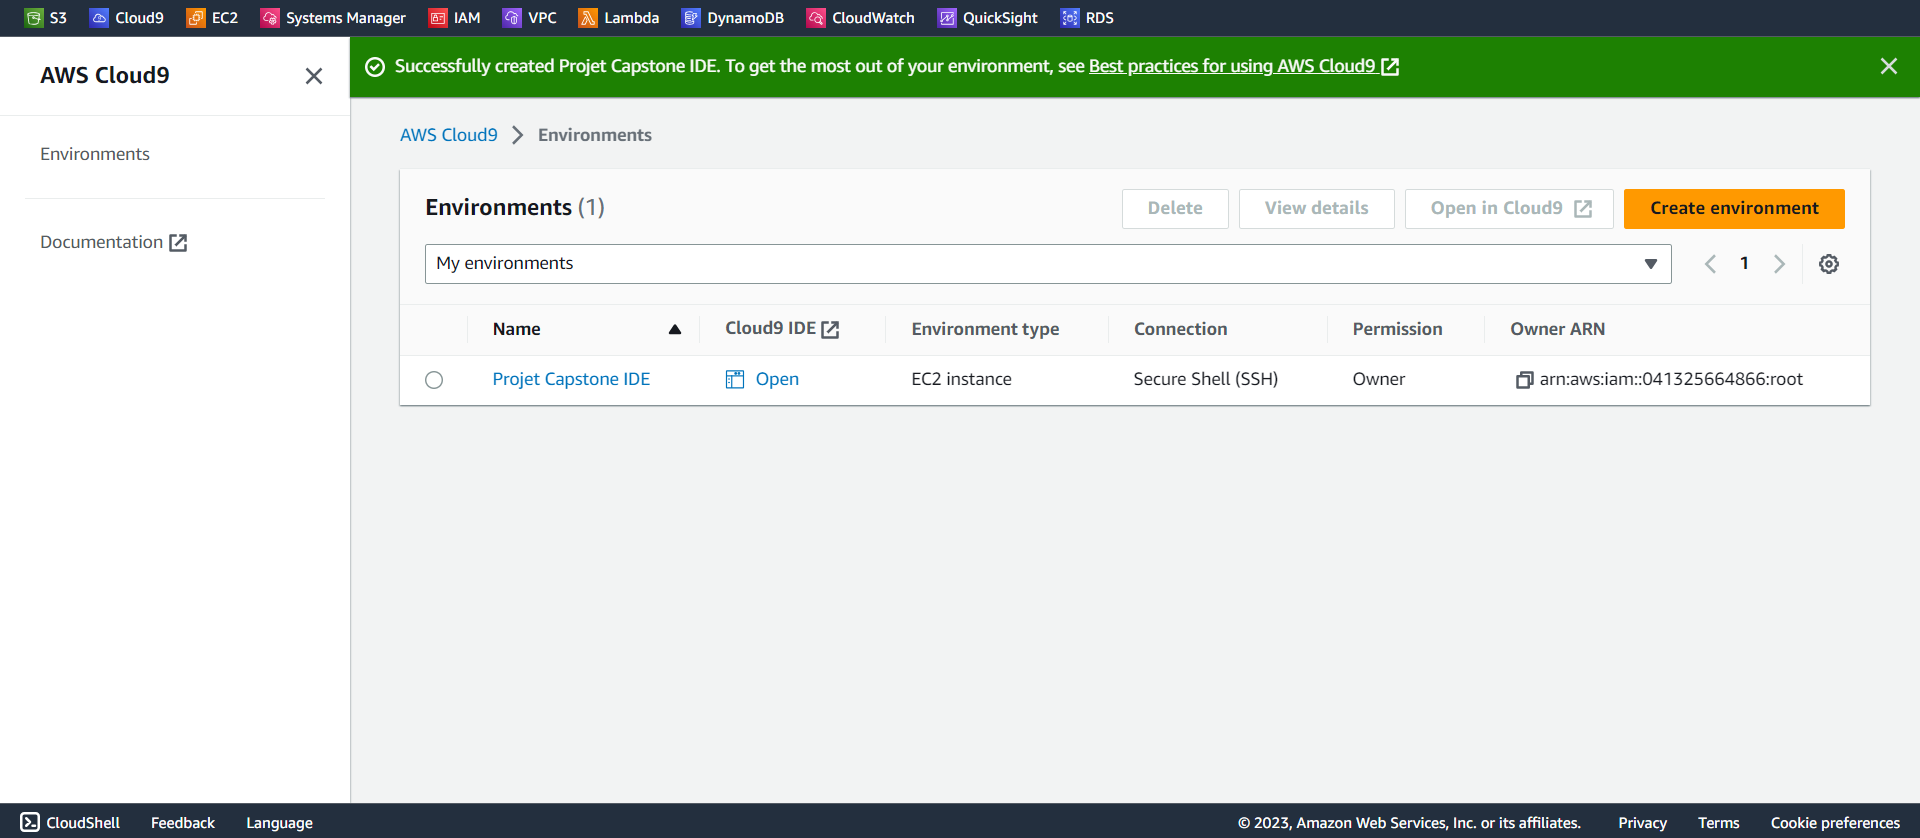 S3 Cloud9 EC2 Systems Manager IAM VPC Lambda DynamoDB CloudWatch QuickSight RDS
AWS Cloud9
Successfully created Projet Capstone IDE. To get the most out of your environment, see Best practices for using AWS Cloud9
Environments
Documentation
AWS Cloud9 Environments
Environments (1)
Delete View details Open in Cloud9 Create environment
My environments
1
Name Cloud9 IDE Environment type Connection Permission Owner ARN
Projet Capstone IDE Open EC2 instance Secure Shell (SSH) Owner arn:aws:iam::041325664866:root
CloudShell Feedback Language © 2023, Amazon Web Services, Inc. or its affiliates. Privacy Terms Cookie preferences